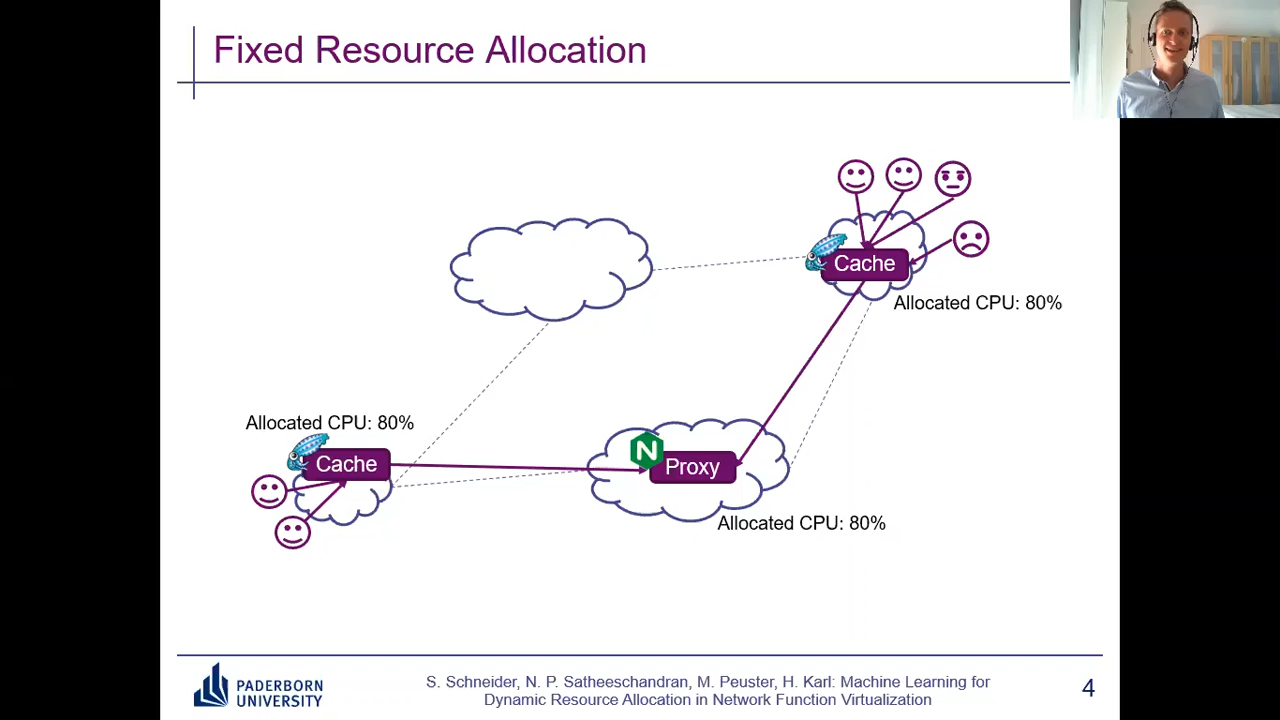 Fixed Resource Allocation
Cache
Allocated CPU: 80%
Allocated CPU: 80%
Cache
N
Proxy
Allocated CPU: 80%
PADERBORN
UNIVERSITY
S. Schneider, N. P. Satheeschandran, M. Peuster, H. Karl: Machine Learning for
Dynamic Resource Allocation in Network Function Virtualization
4